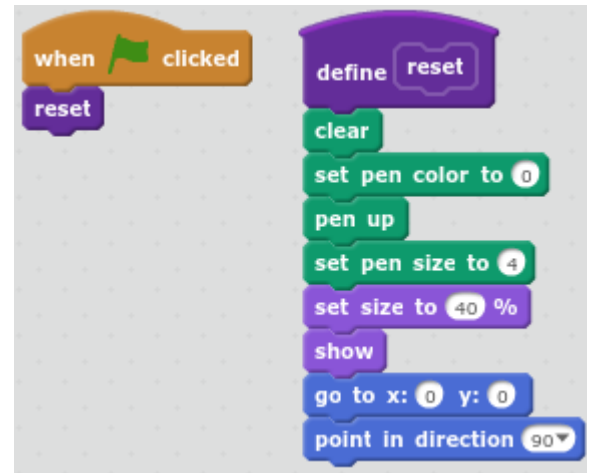 when clicked
reset
define reset
clear
set pen color to 0
pen up
set pen size to 4
set size to 40 %
show
go to x: 0 y: 0
point in direction 90